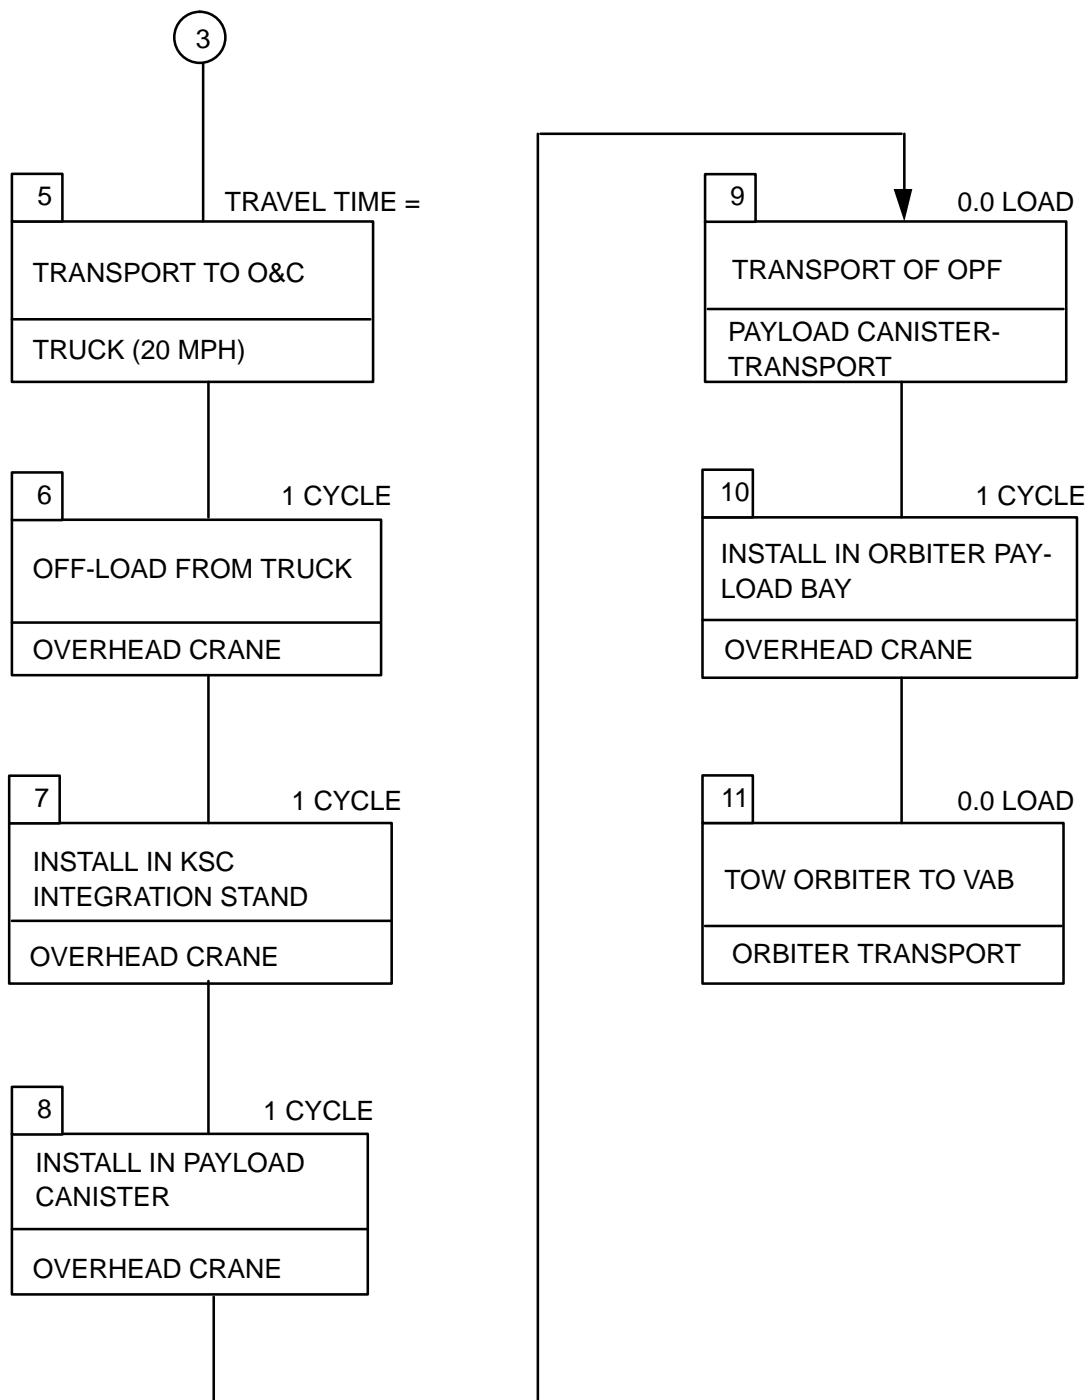 3
5
TRAVEL TIME =
TRANSPORT TO O&C
TRUCK (20 MPH)
6
1 CYCLE
OFF-LOAD FROM TRUCK
OVERHEAD CRANE
7
1 CYCLE
INSTALL IN KSC
INTEGRATION STAND
OVERHEAD CRANE
8
1 CYCLE
INSTALL IN PAYLOAD
CANISTER
OVERHEAD CRANE
9
0.0 LOAD
TRANSPORT OF OPF
PAYLOAD CANISTER-
TRANSPORT
10
1 CYCLE
INSTALL IN ORBITER PAY-
LOAD BAY
OVERHEAD CRANE
11
0.0 LOAD
TOW ORBITER TO VAB
ORBITER TRANSPORT